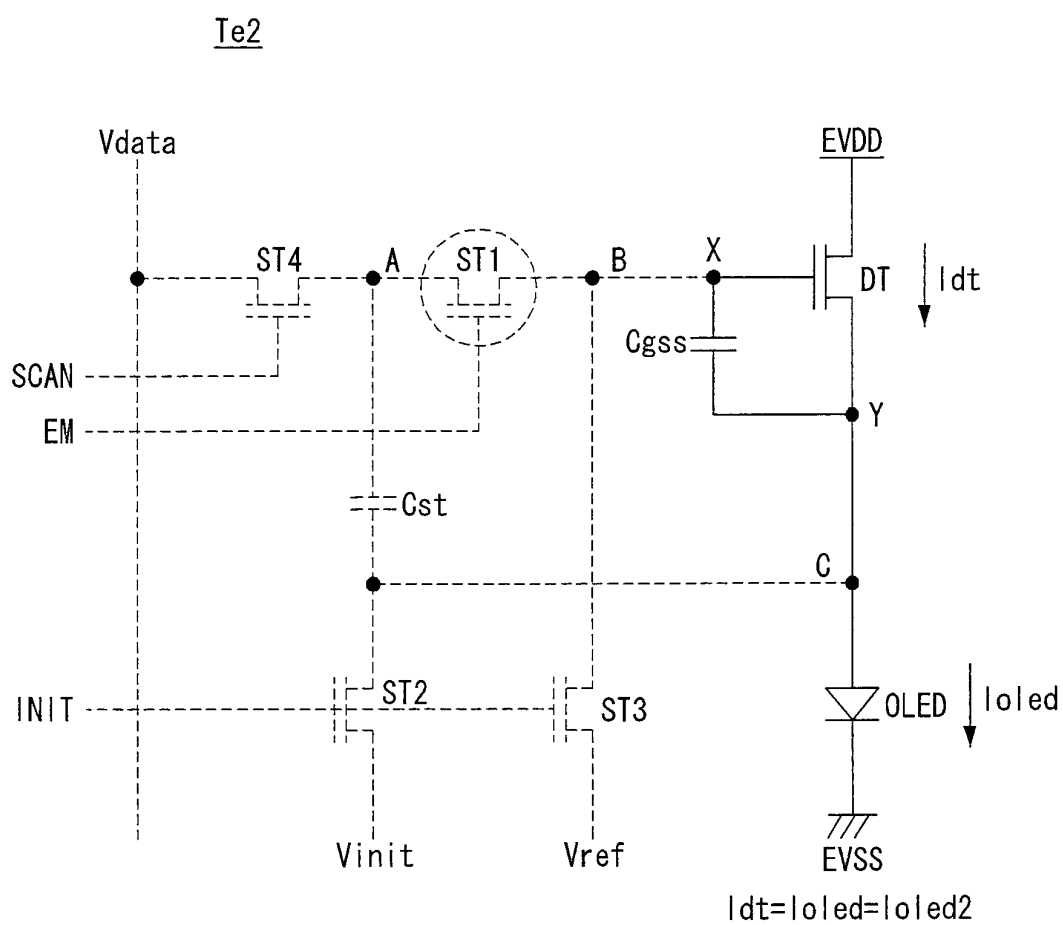 Te2
Vdata
EVDD
ST4
A
ST1
B
X
DT
Idt
Cgss
SCAN
EM
Y
Cst
C
INIT
ST2
ST3
OLED
Ioled
Vinit
Vref
EVSS
Idt=Ioled=Ioled2